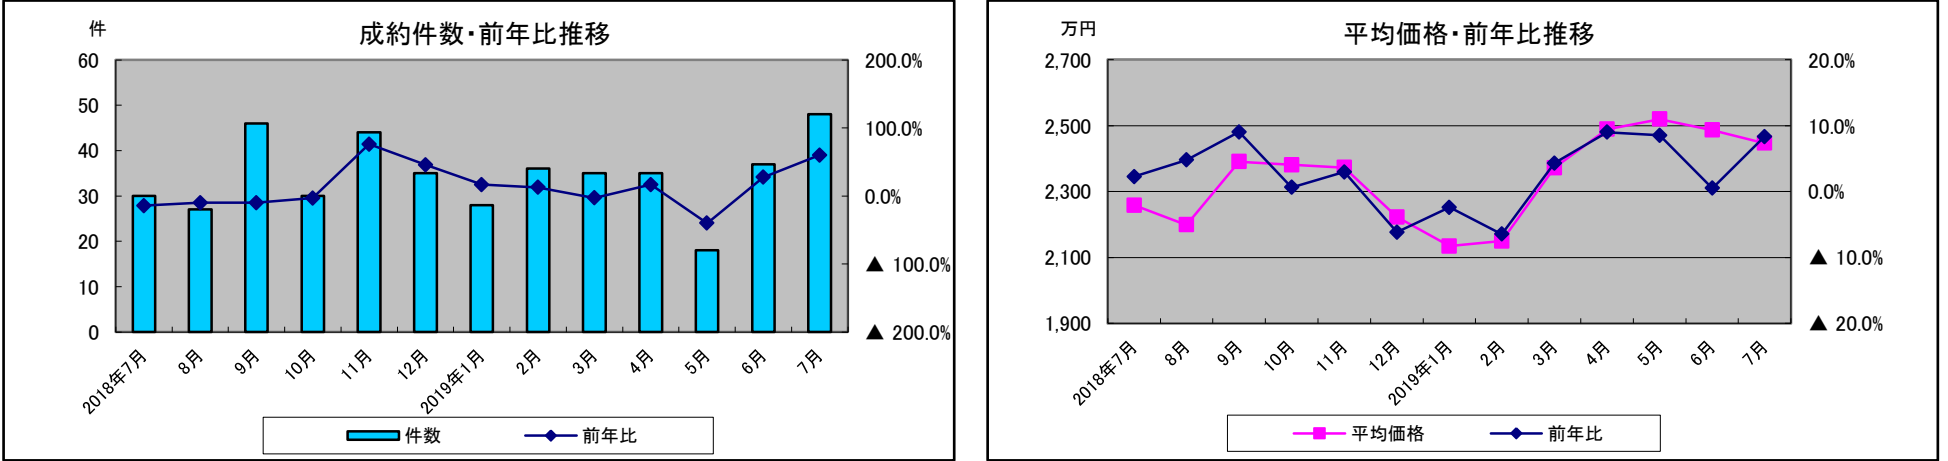 成約件数・前年比推移
件
60
50
40
30
20
10
0
200.0%
100.0%
0.0%
▲ 100.0%
▲ 200.0%
2018年7月
8月
9月
10月
11月
12月
2019年1月
2月
3月
4月
5月
6月
7月
件数
前年比
平均価格・前年比推移
万円
2,700
2,500
2,300
2,100
1,900
20.0%
10.0%
0.0%
▲ 10.0%
▲ 20.0%
2018年7月
8月
9月
10月
11月
12月
2019年1月
2月
3月
4月
5月
6月
7月
平均価格
前年比